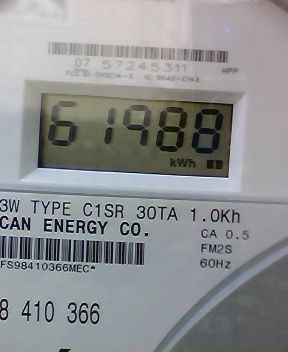 07 57245311
61988
kWh
3W TYPE C1SR 30TA 1.0Kh
CAN ENERGY CO.
CA 0.5
FM2S
FS98410366MEC*
60Hz
8 410 366